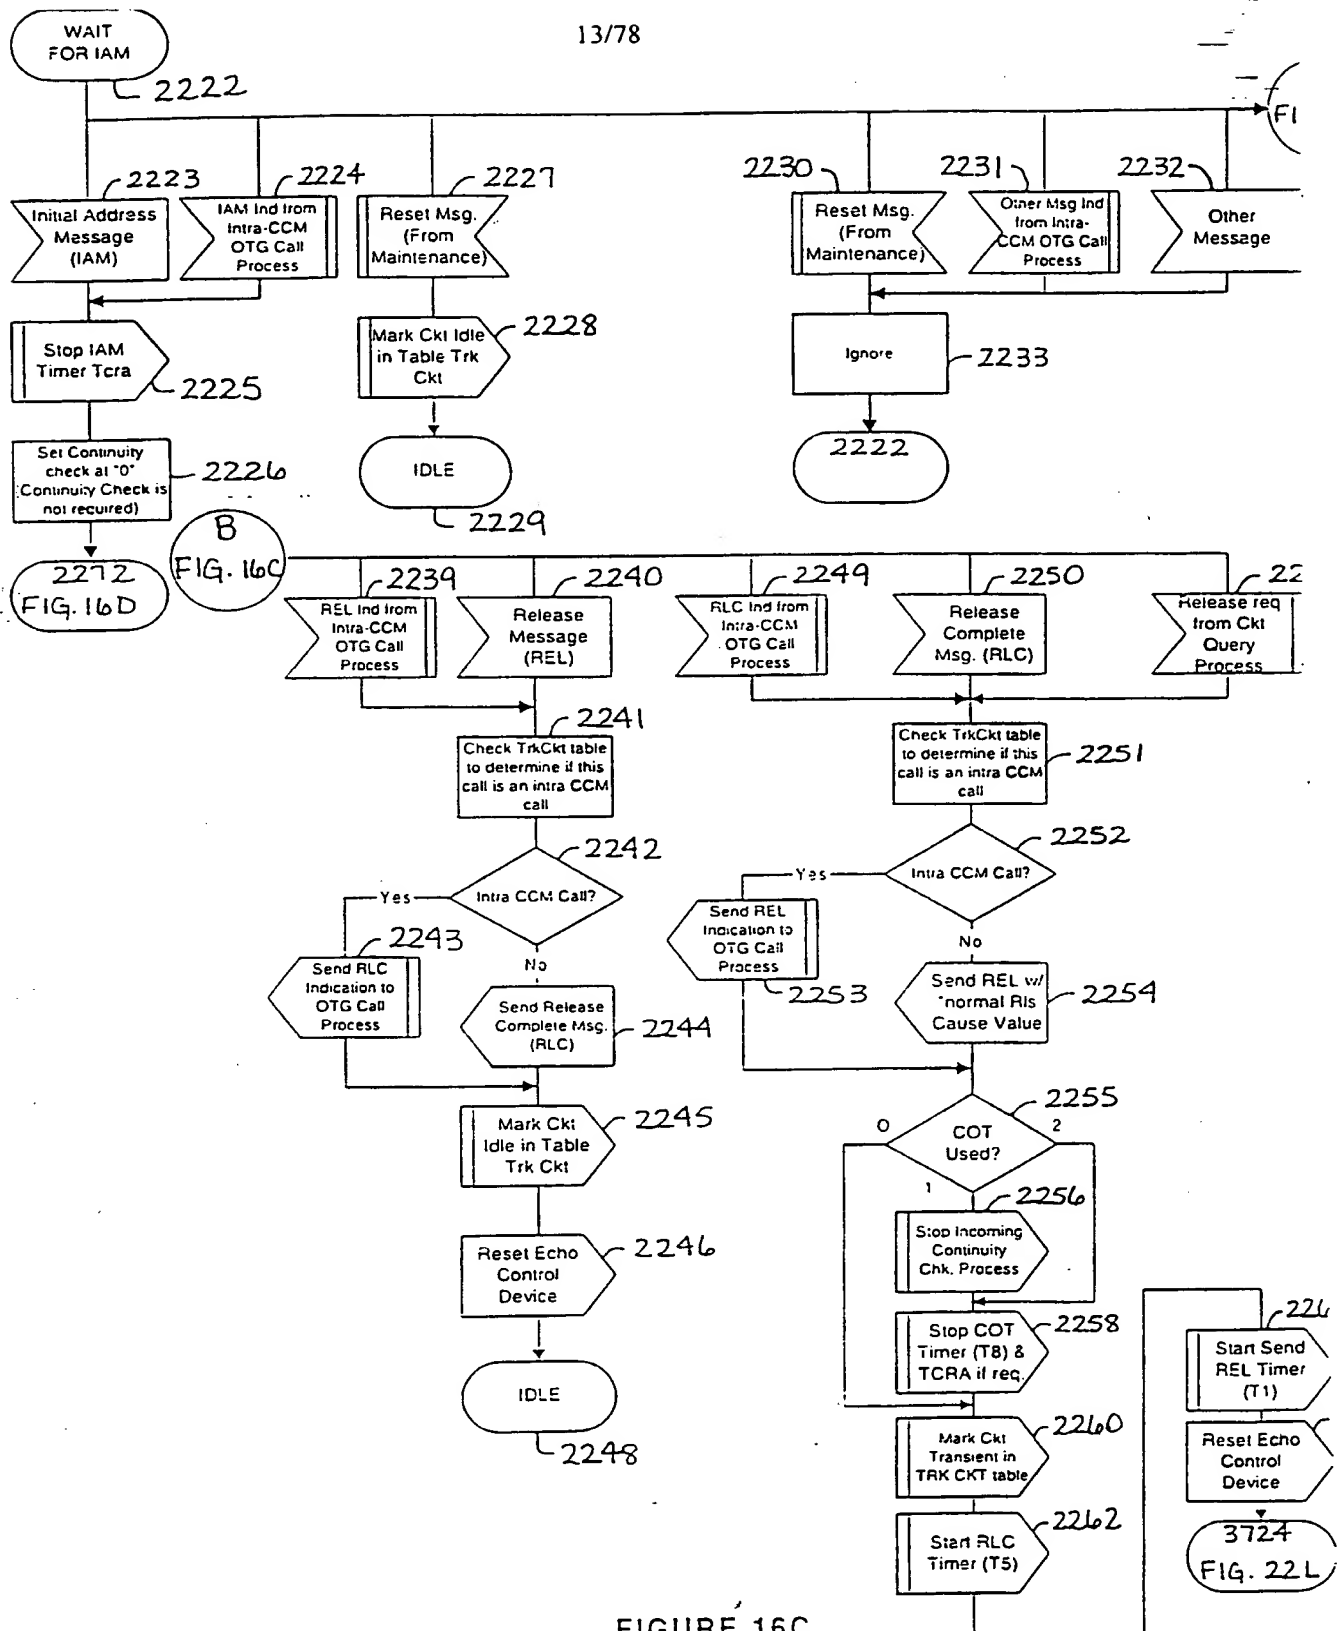 13/78
WAIT
FOR IAM
2222
FI
2223
Initial Address
Message
(IAM)
2224
IAM Ind from
Intra-CCM
OTG Call
Process
2227
Reset Msg.
(From
Maintenance)
2230
Reset Msg.
(From
Maintenance)
2231
Other Msg Ind
from Intra-
CCM OTG Call
Process
2232
Other
Message
Stop IAM
Timer Tcra
2225
Mark Ckt Idle
in Table Trk
Ckt
2228
Ignore
2233
Set Continuity
check at "0"
Continuity Check is
not required)
2226
IDLE
2229
2222
2272
FIG. 16D
B
FIG. 16C
2239
REL Ind from
Intra-CCM
OTG Call
Process
2240
Release
Message
(REL)
2249
RLC Ind from
Intra-CCM
OTG Call
Process
2250
Release
Complete
Msg. (RLC)
22
Release req
from Ckt
Query
Process
2241
Check TrkCkt table
to determine if this
call is an intra CCM
call
Check TrkCkt table
to determine if this
call is an intra CCM
call
2251
2242
Intra CCM Call?
Yes
No
2252
Intra CCM Call?
Yes
No
2243
Send RLC
Indication to
OTG Call
Process
Send Release
Complete Msg.
(RLC)
2244
Send REL
Indication to
OTG Call
Process
2253
Send REL w/
"normal Rls
Cause Value
2254
Mark Ckt
Idle in Table
Trk Ckt
2245
2255
COT
Used?
0
2
1
Reset Echo
Control
Device
2246
2256
Stop Incoming
Continuity
Chk. Process
IDLE
2248
Stop COT
Timer (T8) &
TCRA if req.
2258
Mark Ckt
Transient in
TRK CKT table
2260
Start RLC
Timer (T5)
2262
226
Start Send
REL Timer
(T1)
Reset Echo
Control
Device
3724
FIG. 22L
FIGURE 16C